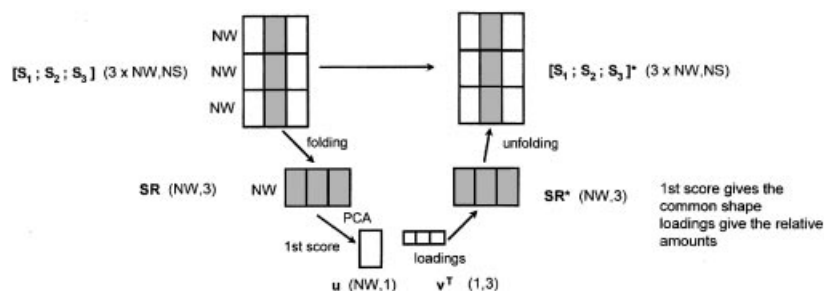 NW
[S1 ; S2 ; S3 ] (3 x NW,NS)
NW
[S1 ; S2 ; S3 ]* (3 x NW,NS)
NW
folding
unfolding
SR (NW,3)
NW
SR* (NW,3)
1st score gives the
common shape
loadings give the relative
amounts
PCA
1st score
loadings
u (NW,1)
vT (1,3)